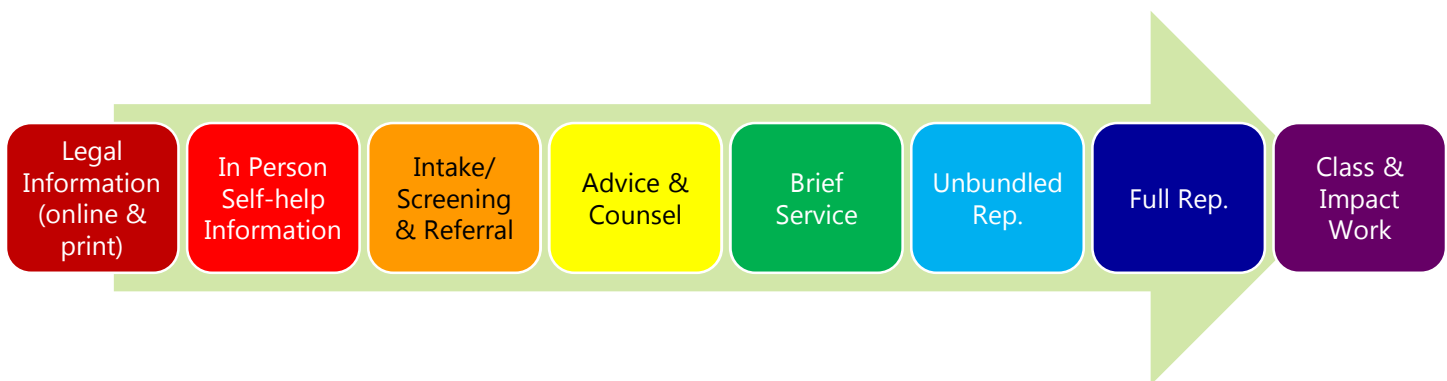 Legal
Information
(online &
print)
In Person
Self-help
Information
Intake/
Screening
& Referral
Advice &
Counsel
Brief
Service
Unbundled
Rep.
Full Rep.
Class &
Impact
Work